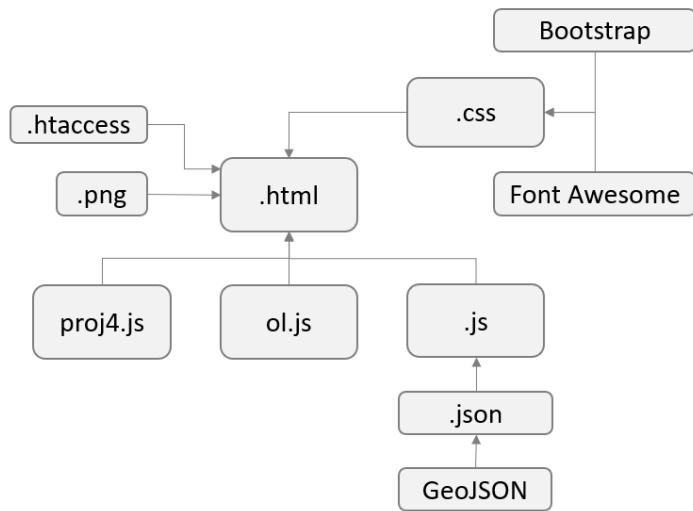 Bootstrap
.css
.htaccess
.png
.html
Font Awesome
proj4.js
ol.js
.js
.json
GeoJSON